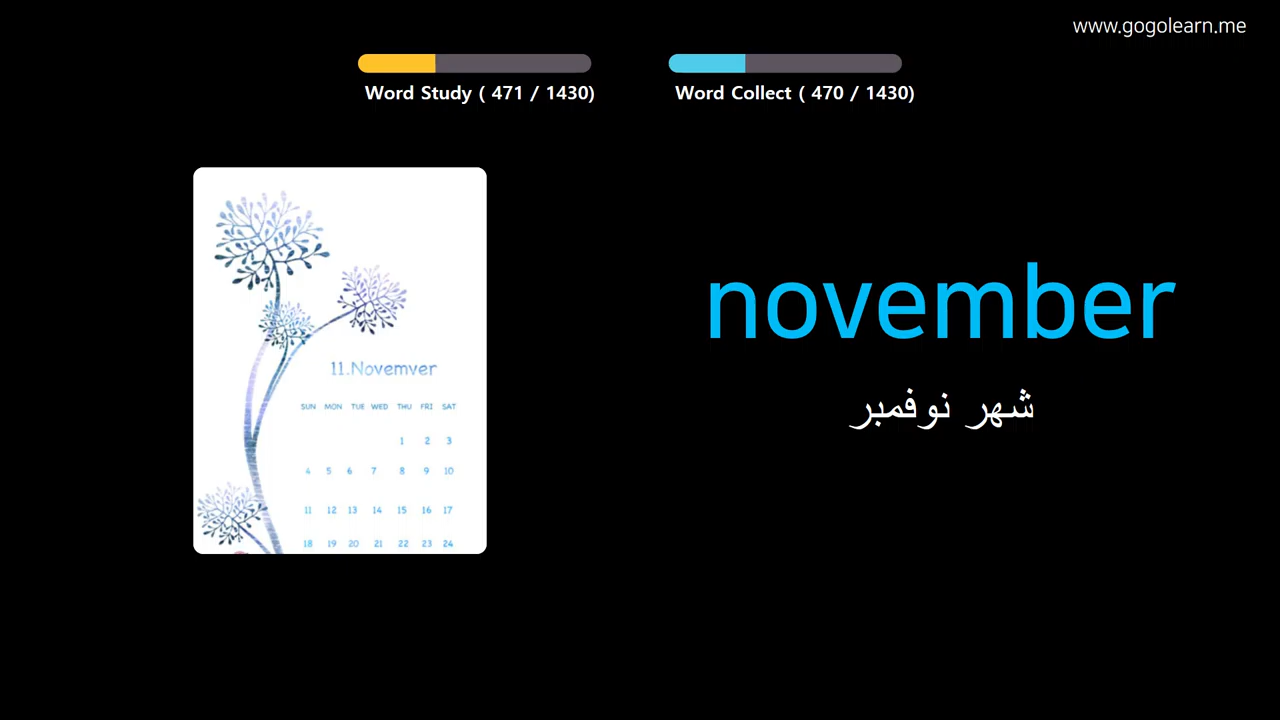 www.gogolearn.me
Word Study ( 471 / 1430)
Word Collect ( 470 / 1430)
11.Novemver
SUN MON TUE WED THU FRI SAT
1 2 3
4 5 6 7 8 9 10
11 12 13 14 15 16 17
18 19 20 21 22 23 24
november
شهر نوفمبر